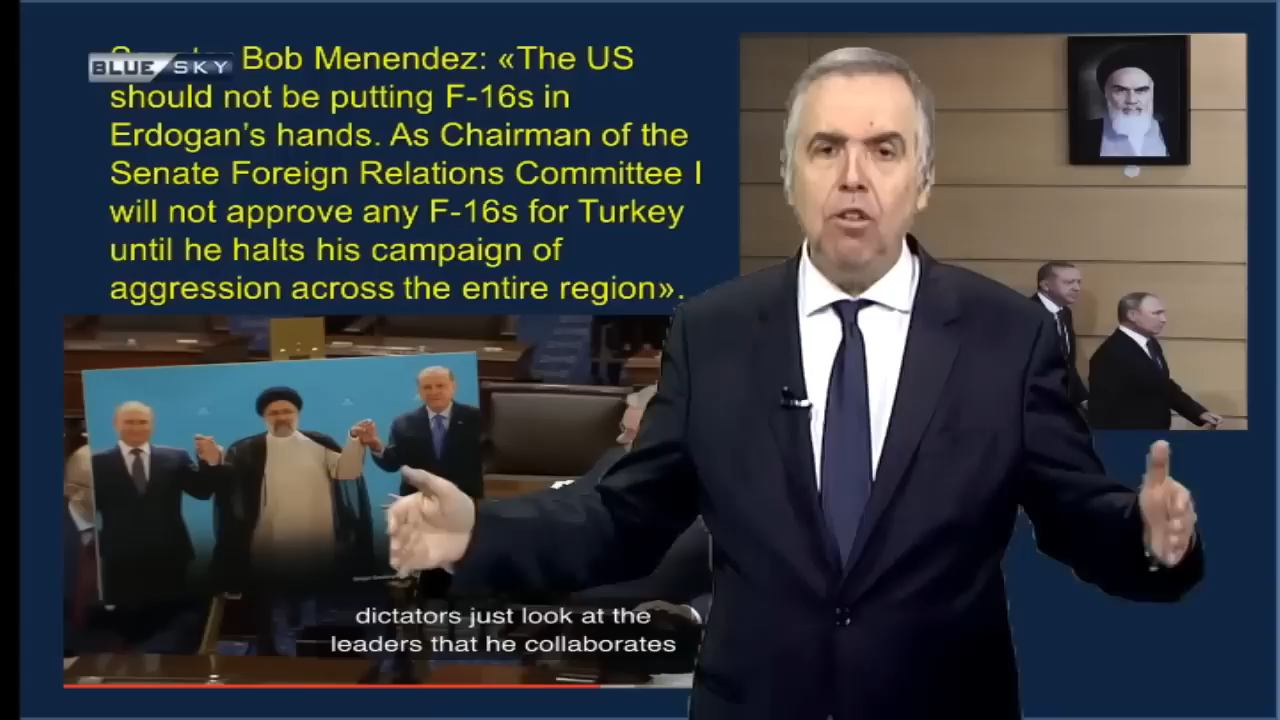 BLUE SKY
Bob Menendez: «The US
should not be putting F-16s in
Erdogan's hands. As Chairman of the
Senate Foreign Relations Committee I
will not approve any F-16s for Turkey
until he halts his campaign of
aggression across the entire region».
dictators just look at the
leaders that he collaborates